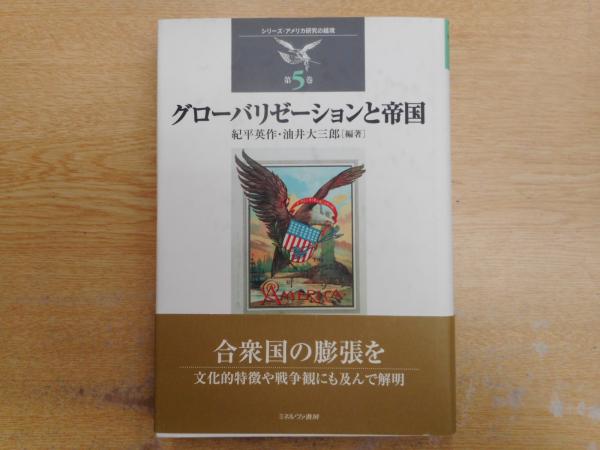 シリーズ・アメリカ研究の越境
第5巻
グローバリゼーションと帝国
紀平英作・油井大三郎[編著]
of
AMERICA
合衆国の膨張を
文化的特徴や戦争観にも及んで解明
ミネルヴァ書房